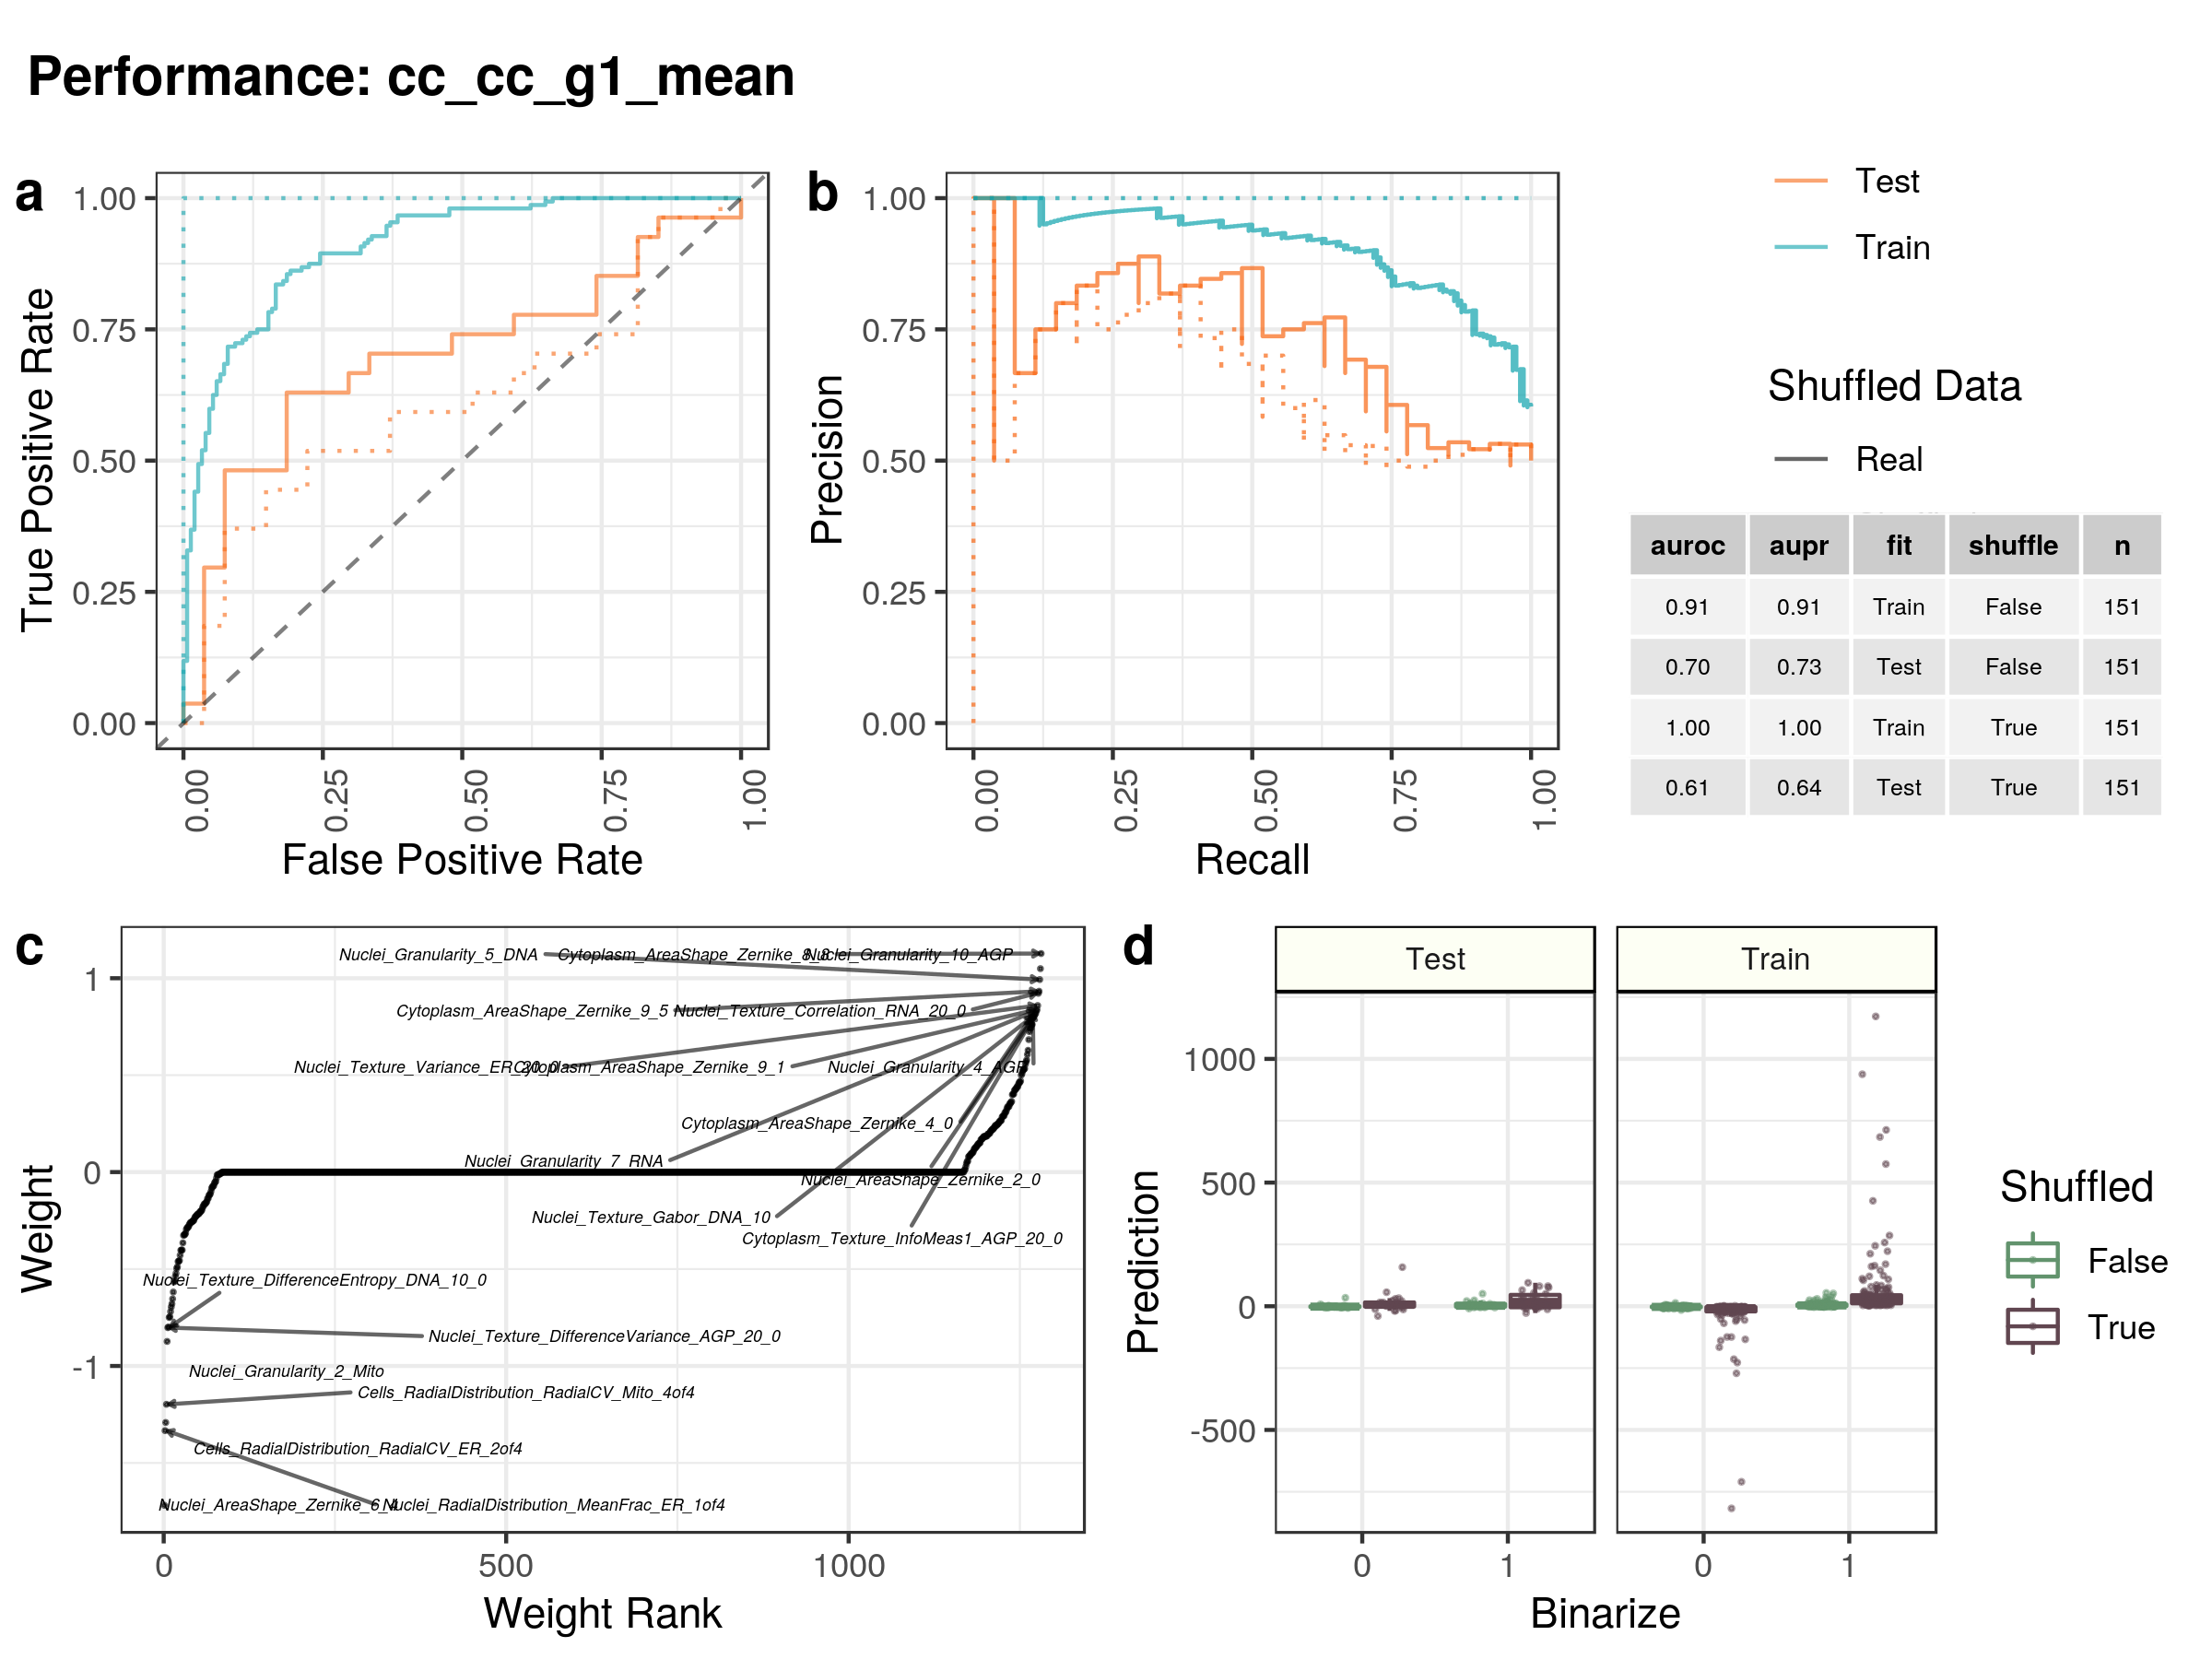 Performance: cc_cc_g1_mean
a
1.00
0.75
0.50
0.25
0.00
True Positive Rate
0.00
0.25
0.50
0.75
1.00
False Positive Rate
b
1.00
0.75
0.50
0.25
0.00
Precision
0.00
0.25
0.50
0.75
1.00
Recall
Test
Train
Shuffled Data
Real
auroc aupr fit shuffle n
0.91 0.91 Train False 151
0.70 0.73 Test False 151
1.00 1.00 Train True 151
0.61 0.64 Test True 151
c
1
0
-1
Weight
Nuclei_Granularity_5_DNA
Cytoplasm_AreaShape_Zernike_8_8
Nuclei_Granularity_10_AGP
Cytoplasm_AreaShape_Zernike_9_5
Nuclei_Texture_Correlation_RNA_20_0
Nuclei_Texture_Variance_ER_20_0
Cytoplasm_AreaShape_Zernike_9_1
Nuclei_Granularity_4_AGP
Cytoplasm_AreaShape_Zernike_4_0
Nuclei_Granularity_7_RNA
Nuclei_AreaShape_Zernike_2_0
Nuclei_Texture_Gabor_DNA_10
Cytoplasm_Texture_InfoMeas1_AGP_20_0
Nuclei_Texture_DifferenceEntropy_DNA_10_0
Nuclei_Texture_DifferenceVariance_AGP_20_0
Nuclei_Granularity_2_Mito
Cells_RadialDistribution_RadialCV_Mito_4of4
Cells_RadialDistribution_RadialCV_ER_2of4
Nuclei_AreaShape_Zernike_6_4
Nuclei_RadialDistribution_MeanFrac_ER_1of4
0
500
1000
Weight Rank
d
Test
Train
1000
500
0
-500
Prediction
0
1
0
1
Binarize
Shuffled
False
True